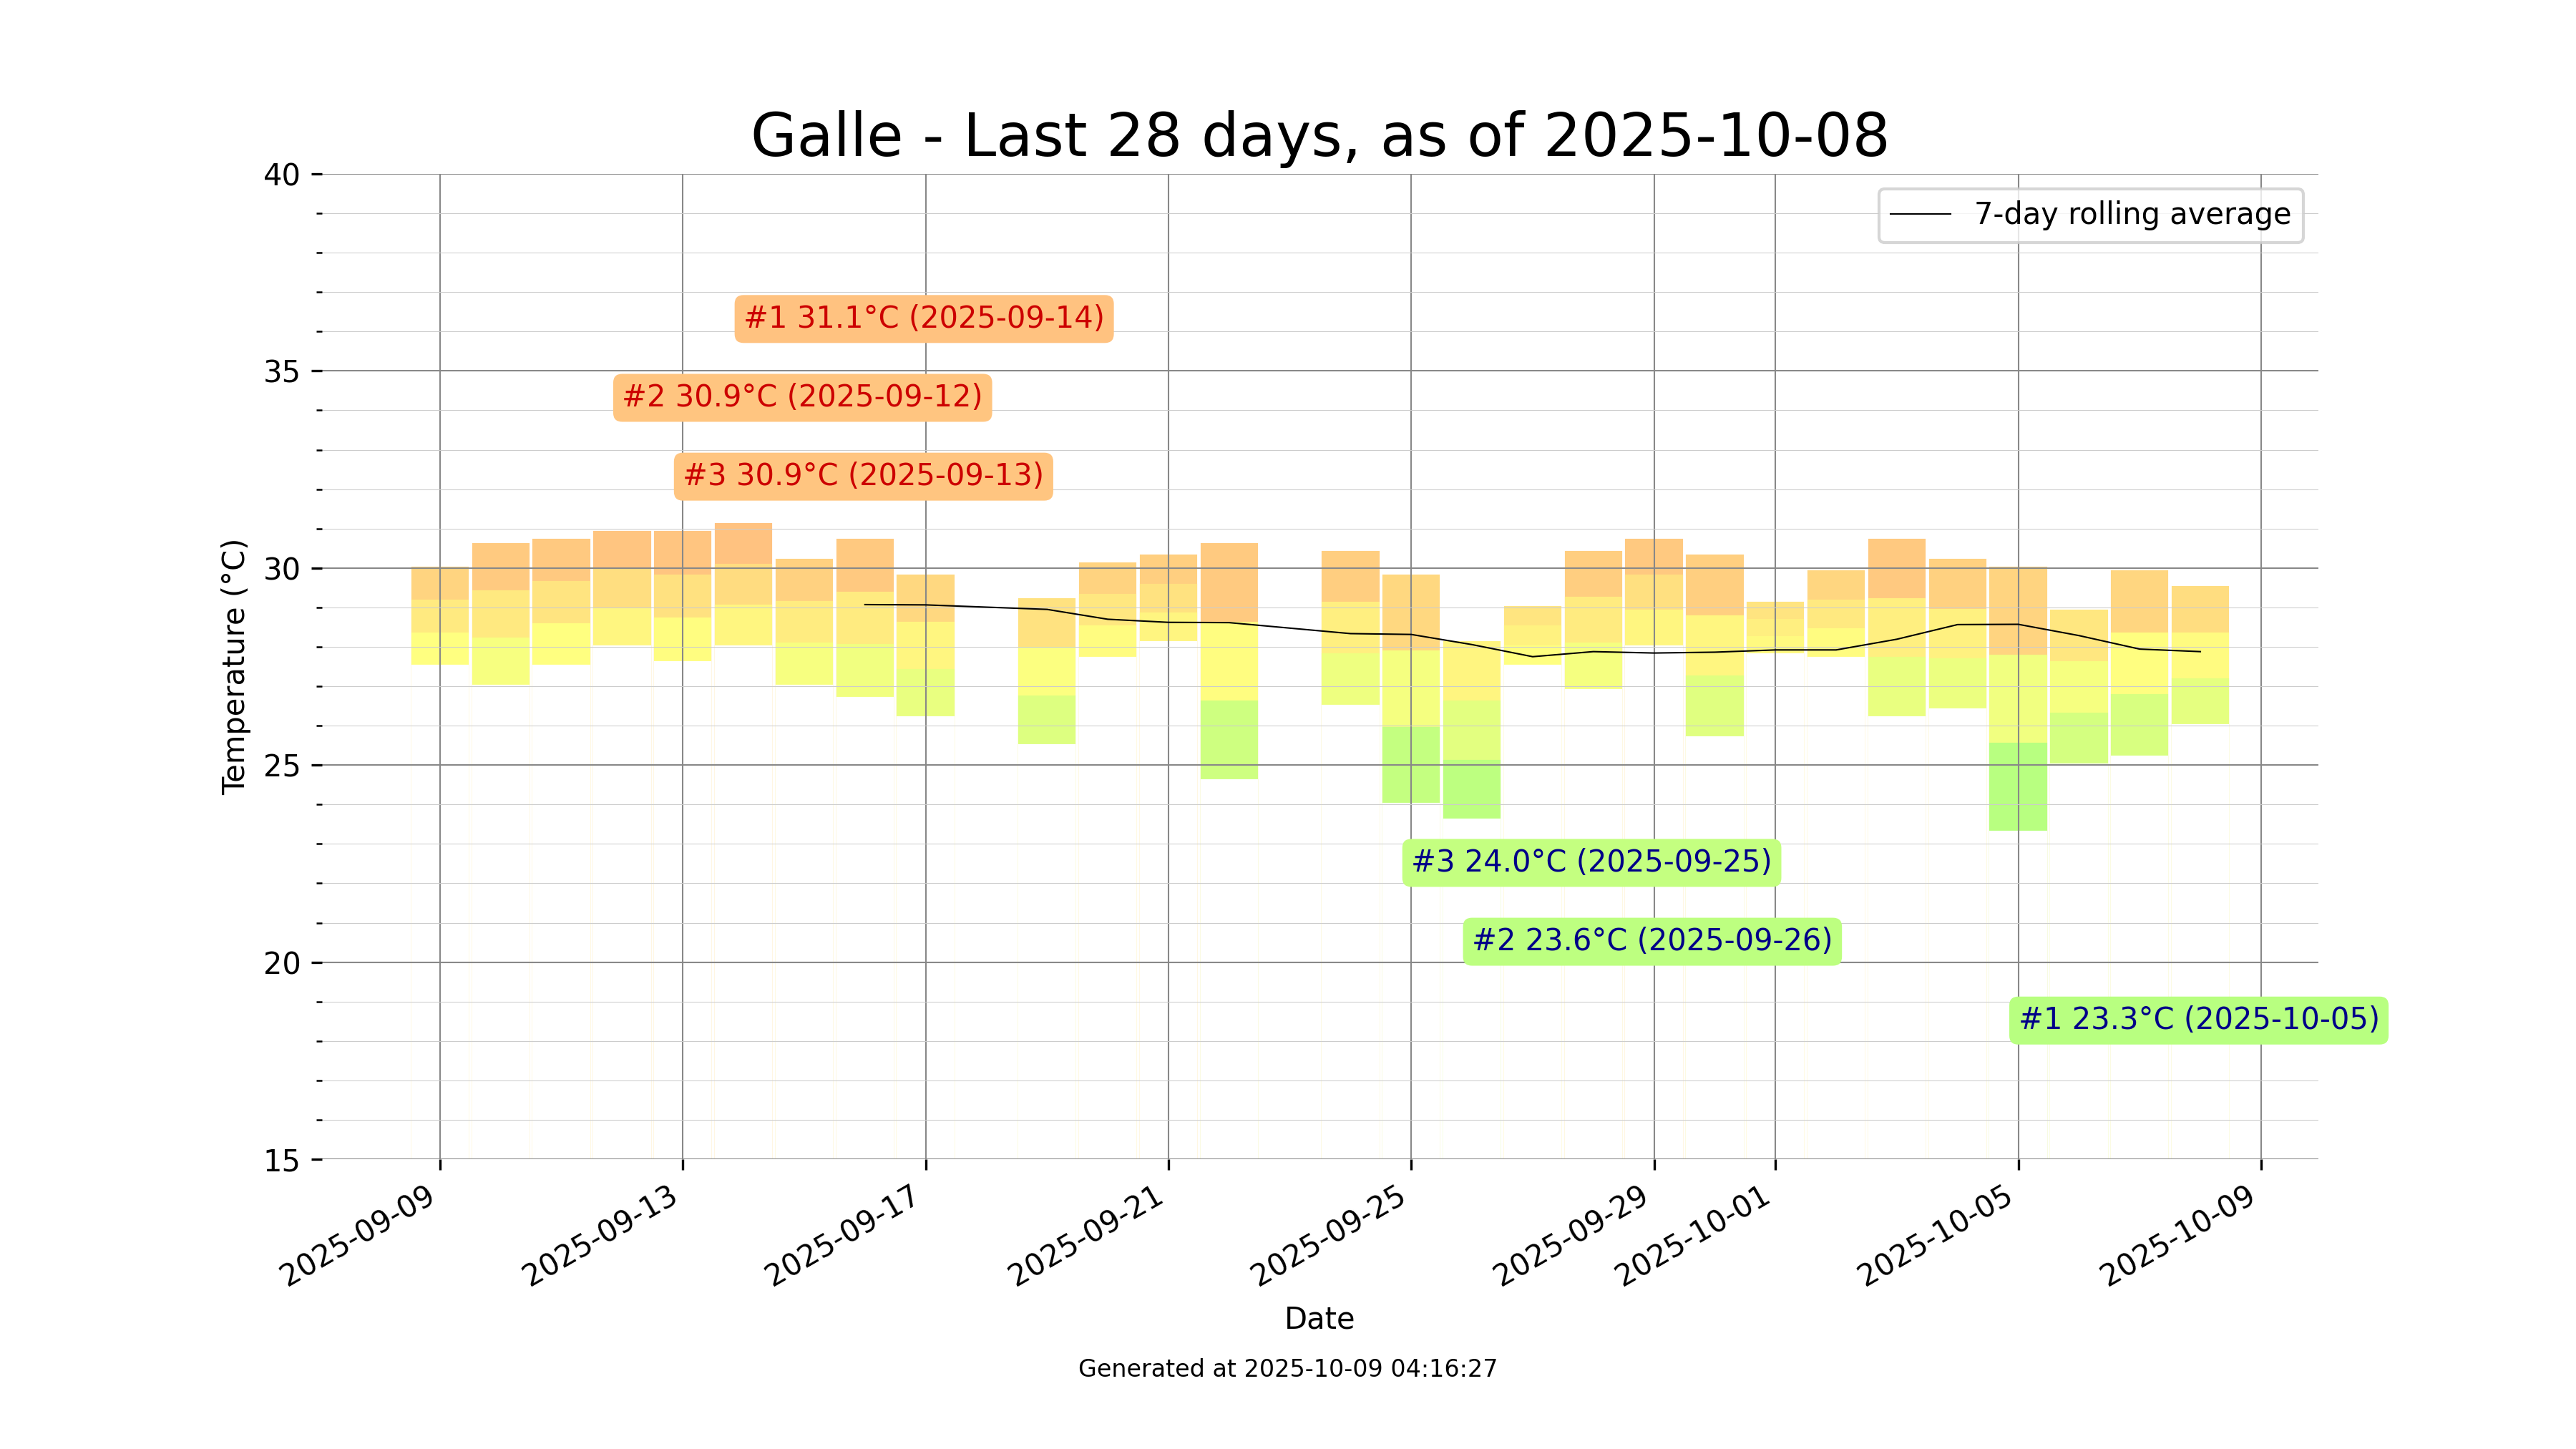 Galle - Last 28 days, as of 2025-10-08
7-day rolling average
#1 31.1°C (2025-09-14)
#2 30.9°C (2025-09-12)
#3 30.9°C (2025-09-13)
#3 24.0°C (2025-09-25)
#2 23.6°C (2025-09-26)
#1 23.3°C (2025-10-05)
Temperature (°C)
40
35
30
25
20
15
2025-09-09
2025-09-13
2025-09-17
2025-09-21
2025-09-25
2025-09-29
2025-10-01
2025-10-05
2025-10-09
Date
Generated at 2025-10-09 04:16:27